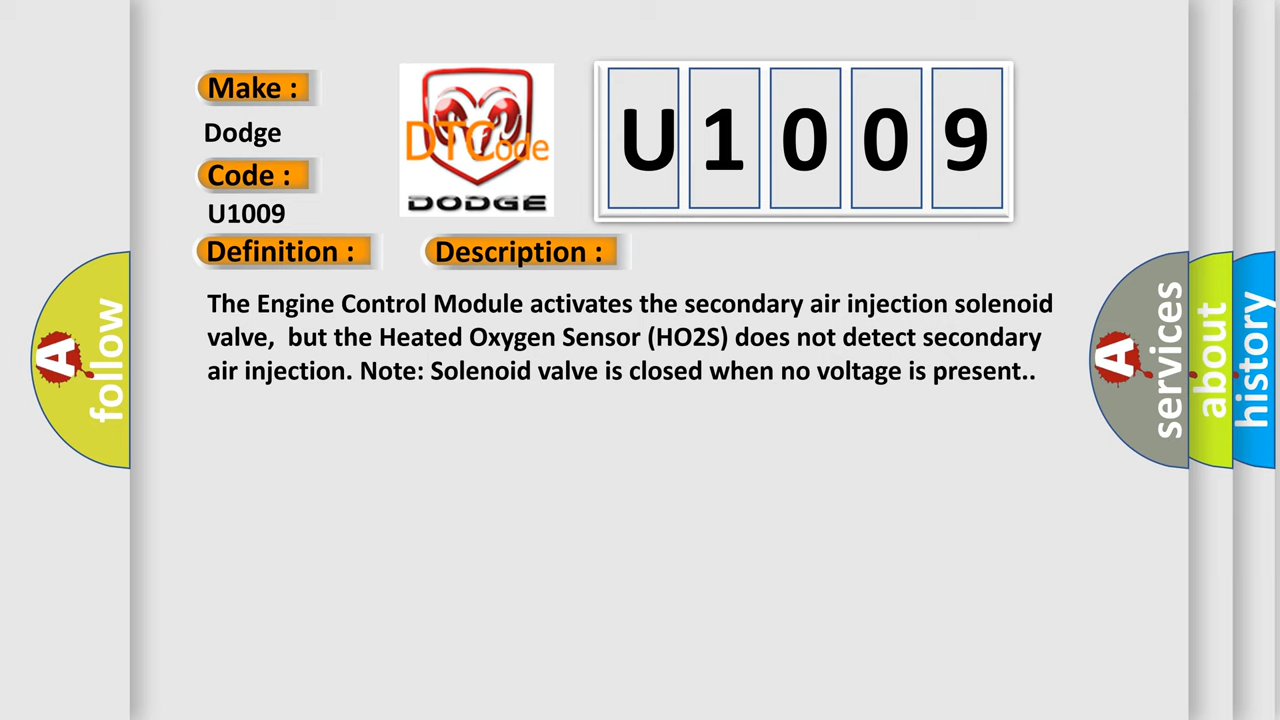 Make :
Dodge
Code :
U1009
Definition :
Description :
DTCode
DODGE
U1009
The Engine Control Module activates the secondary air injection solenoid
valve,  but the Heated Oxygen Sensor (HO2S) does not detect secondary
air injection. Note: Solenoid valve is closed when no voltage is present..
A
follow
A
services
about
history